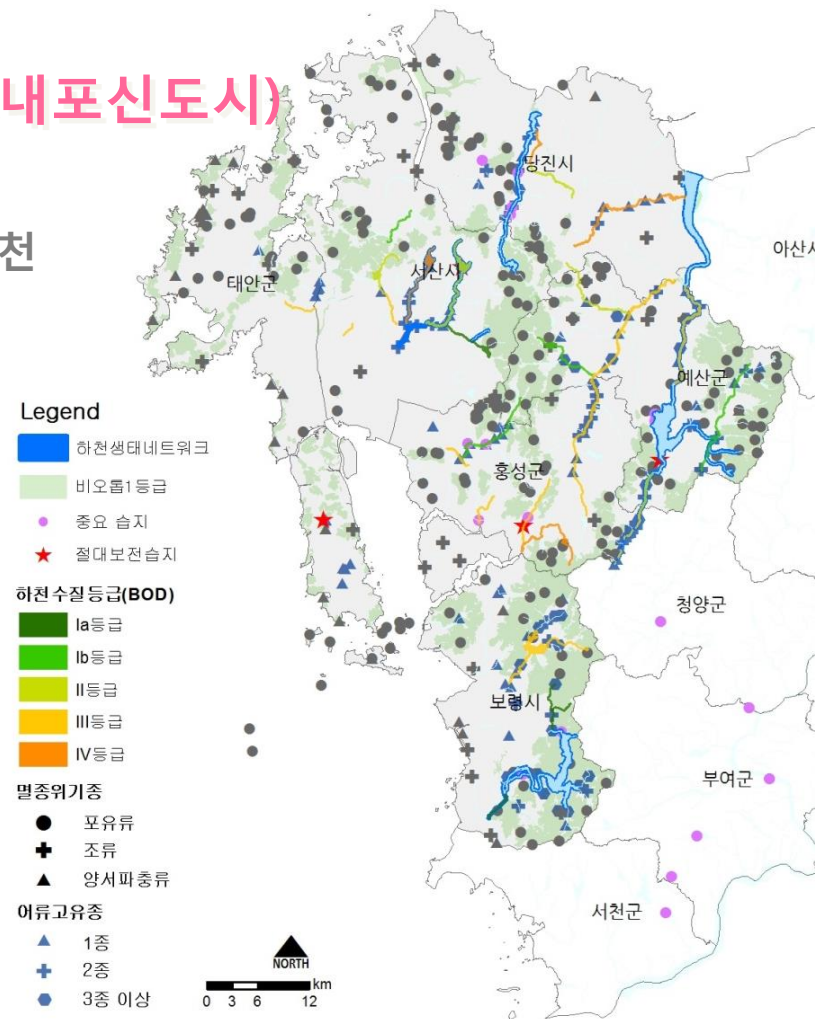 내포신도시)
천
당진시
아산시
태안군
서산시
예산군
홍성군
청양군
보령시
부여군
서천군
Legend
하천생태네트워크
비오톱1등급
중요 습지
절대보전습지
하천수질등급(BOD)
Ia등급
Ib등급
II등급
III등급
IV등급
멸종위기종
포유류
조류
양서파충류
어류고유종
1종
2종
3종 이상
NORTH
km
0 3 6 12